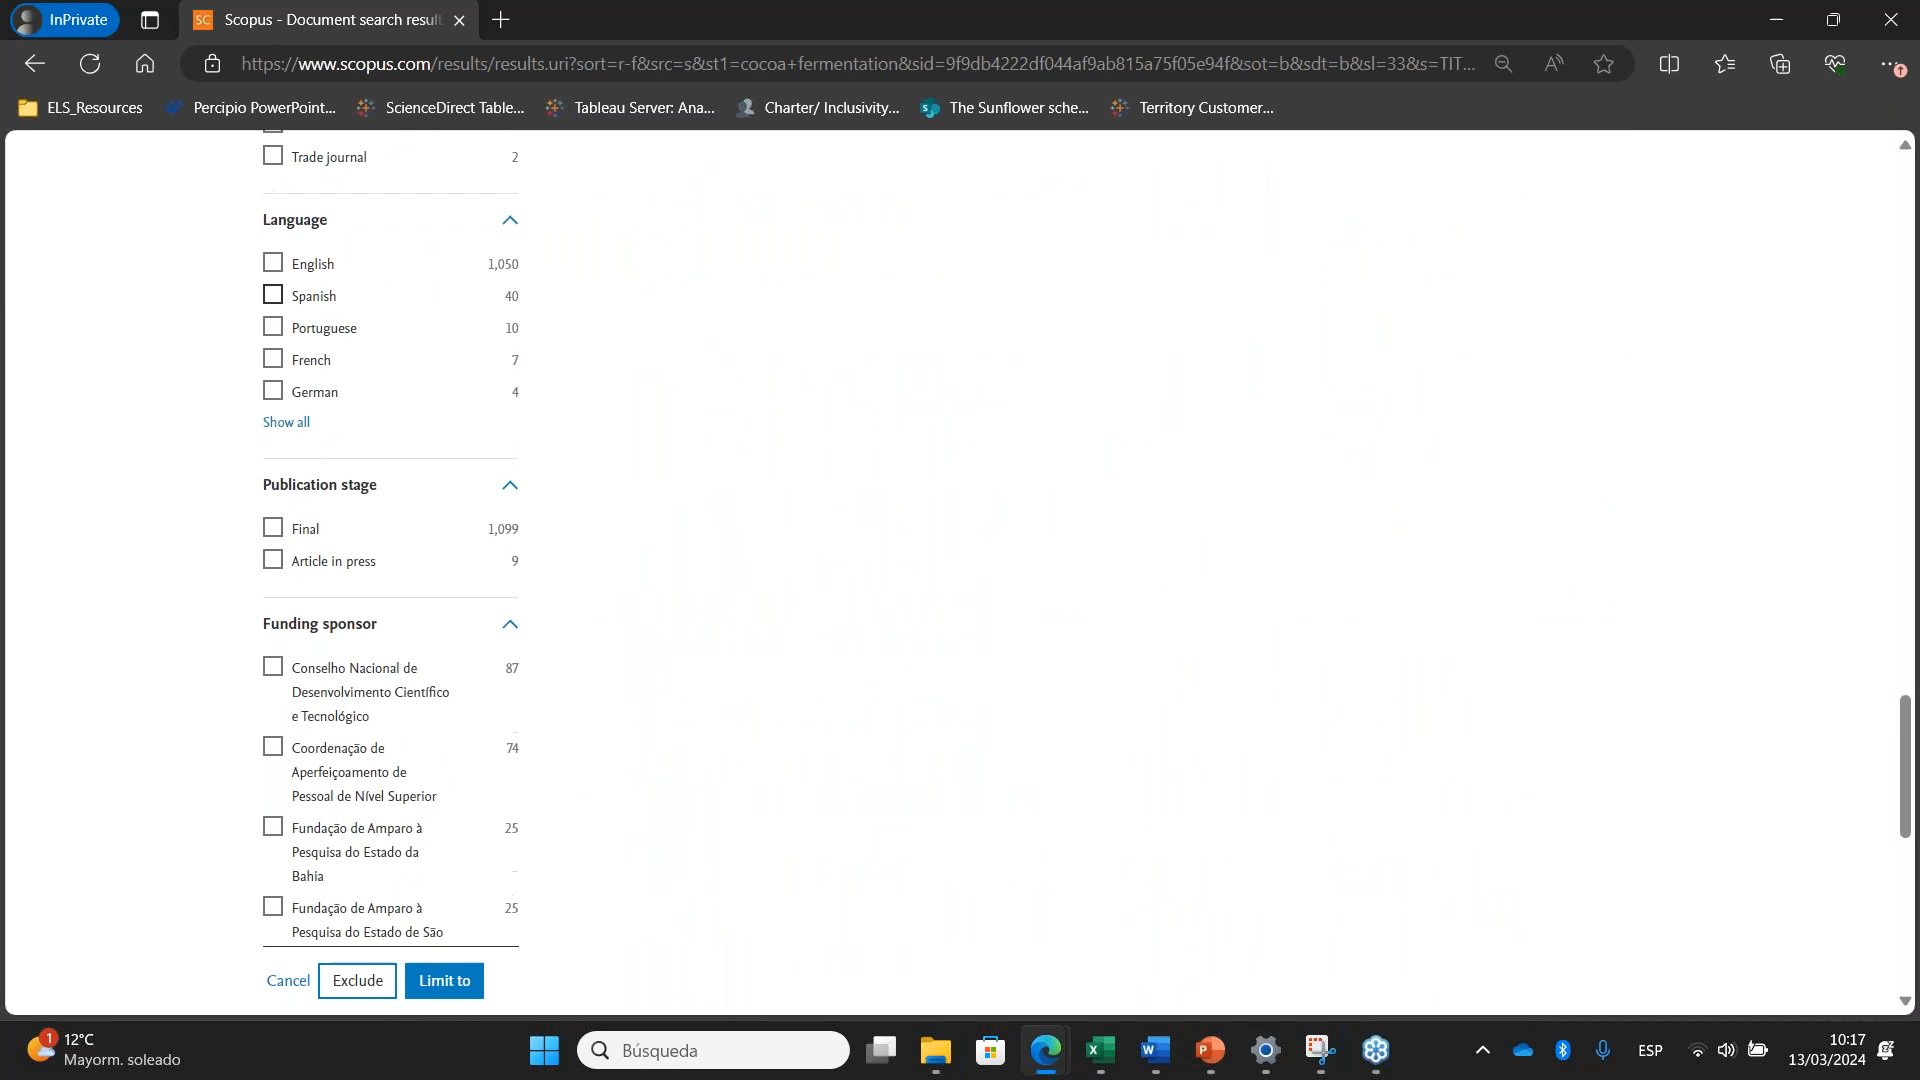 InPrivate
SC Scopus - Document search result
https://www.scopus.com/results/results.uri?sort=r-f&src=s&st1=cocoa+fermentation&sid=9f9db4222df044af9ab815a75f05e94f&sot=b&sdt=b&sl=33&s=TIT...
ELS_Resources
Percipio PowerPoint...
ScienceDirect Table...
Tableau Server: Ana...
Charter/ Inclusivity...
The Sunflower sche...
Territory Customer...
Trade journal 2
Language
English 1,050
Spanish 40
Portuguese 10
French 7
German 4
Show all
Publication stage
Final 1,099
Article in press 9
Funding sponsor
Conselho Nacional de 87
Desenvolvimento Científico
e Tecnológico
Coordenação de 74
Aperfeiçoamento de
Pessoal de Nível Superior
Fundação de Amparo à 25
Pesquisa do Estado da
Bahia
Fundação de Amparo à 25
Pesquisa do Estado de São
Cancel
Exclude
Limit to
1
12°C
Mayorm. soleado
Búsqueda
ESP
10:17
13/03/2024